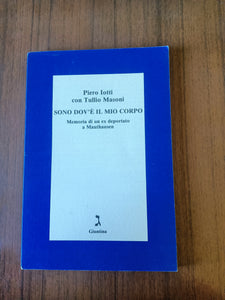 Piero Iotti
con Tullio Masoni
SONO DOV'È IL MIO CORPO
Memoria di un ex deportato
a Mauthausen
Giuntina